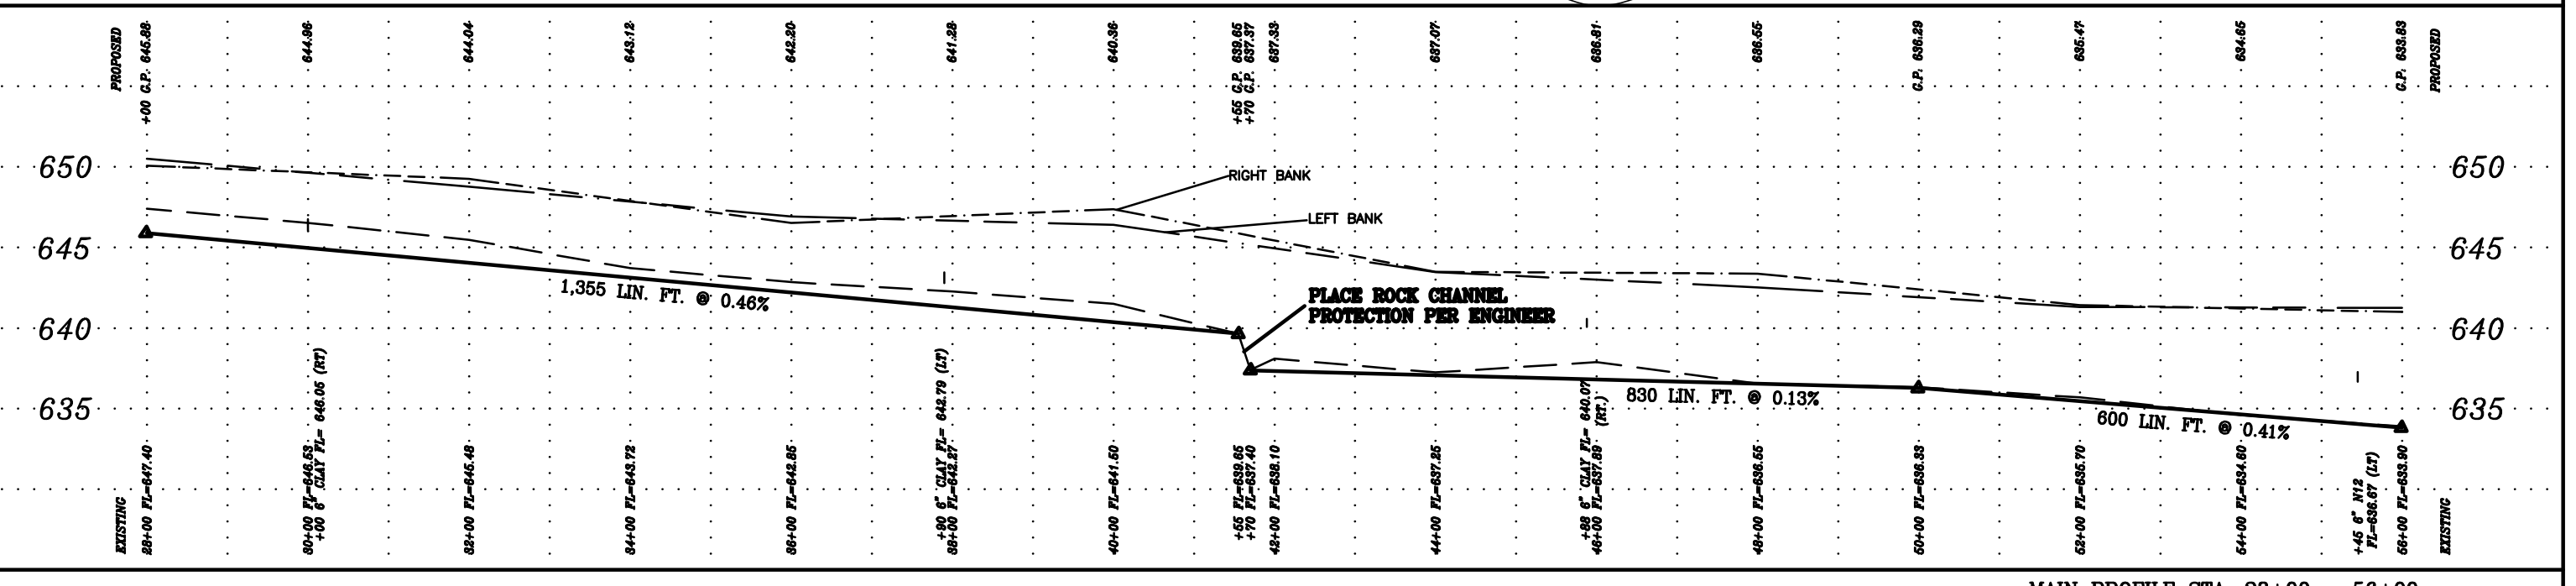 PROPOSED
+00 G.P. 645.88
644.96
644.04
643.12
642.20
641.28
640.36
+55 G.P. 639.65
+70 G.P. 637.37
637.33
637.07
636.81
636.55
G.P. 636.29
635.47
634.65
G.P. 633.83
PROPOSED
650
RIGHT BANK
650
LEFT BANK
645
645
1,355 LIN. FT. @ 0.46%
PLACE ROCK CHANNEL
PROTECTION PER ENGINEER
640
640
830 LIN. FT. @ 0.13%
635
635
600 LIN. FT. @ 0.41%
EXISTING
28+00 FL=647.40
30+00 FL=646.53
+00 6" CLAY FL= 646.05 (RT)
32+00 FL=645.48
34+00 FL=643.72
36+00 FL=642.85
+90 6" CLAY FL= 642.79 (LT)
38+00 FL=642.27
40+00 FL=641.50
+55 FL=639.65
+70 FL=637.40
42+00 FL=638.10
44+00 FL=637.25
+88 6" CLAY FL= 640.07
(RT.)
46+00 FL=637.89
48+00 FL=636.55
50+00 FL=636.33
52+00 FL=635.70
54+00 FL=634.60
+45 6" N12
FL=636.67 (LT)
56+00 FL=633.90
EXISTING